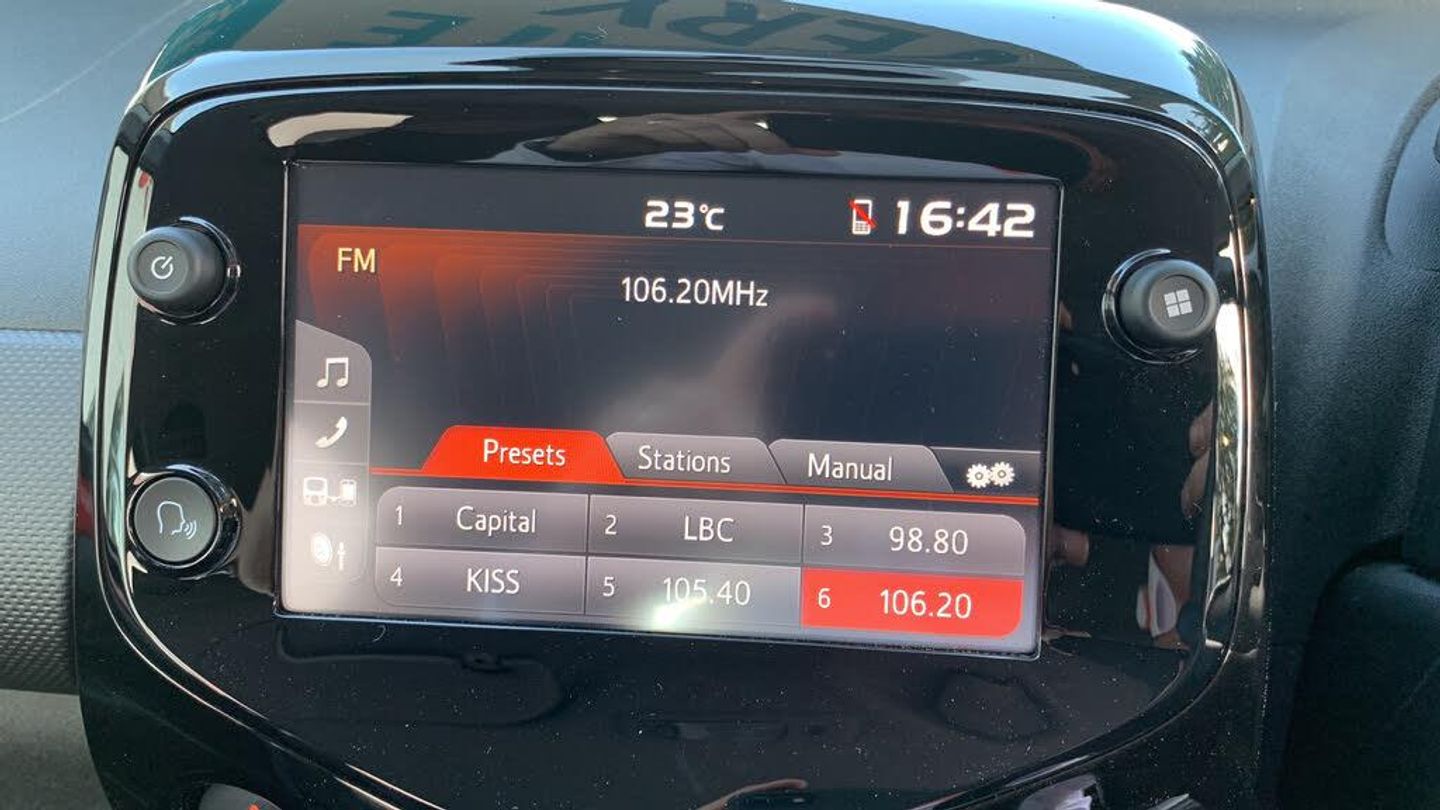 23°C 16:42
FM
106.20MHz
Presets Stations Manual
1 Capital 2 LBC 3 98.80
4 KISS 5 105.40 6 106.20